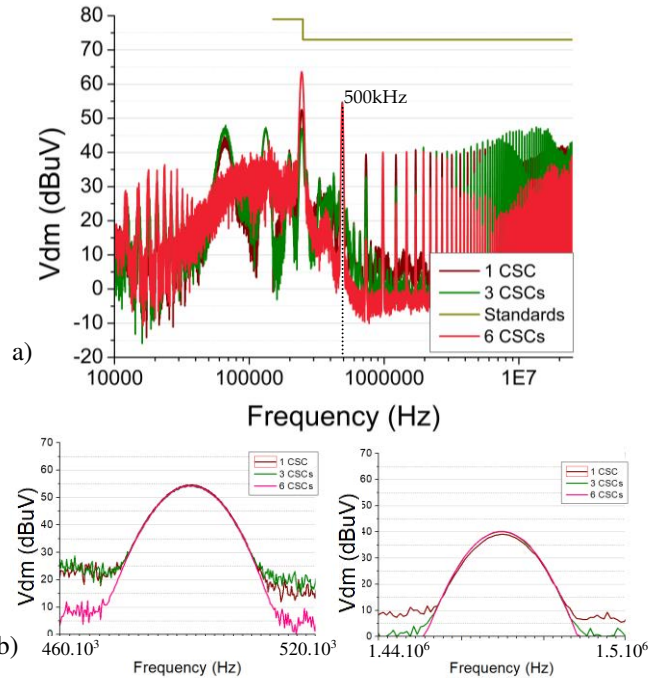 80
70
60
50
40
30
20
10
0
-10
-20
Vdm (dBuV)
500kHz
1 CSC
3 CSCs
Standards
6 CSCs
a)
10000
100000
1000000
1E7
Frequency (Hz)
70
60
50
40
30
20
10
0
Vdm (dBuV)
1 CSC
3 CSCs
6 CSCs
b)
460.10³
520.10³
Frequency (Hz)
70
60
50
40
30
20
10
0
Vdm (dBuV)
1 CSC
3 CSCs
6 CSCs
1.44.10⁶
1.5.10⁶
Frequency (Hz)